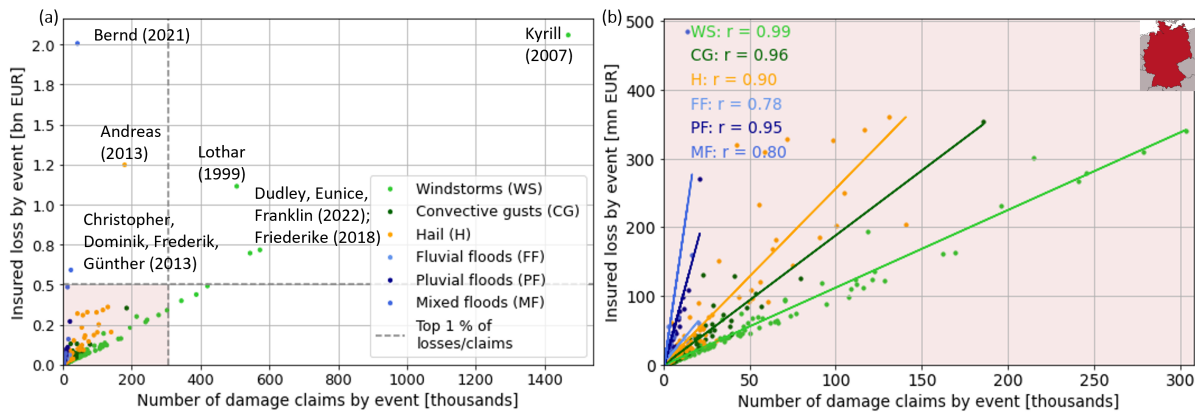 (a)
Insured loss by event [bn EUR]
2.0
1.8
1.5
1.2
1.0
0.8
0.5
0.2
0.0
Bernd (2021)
Kyrill
(2007)
Andreas
(2013)
Lothar
(1999)
Dudley, Eunice,
Franklin (2022);
Friederike (2018)
Christopher,
Dominik, Frederik,
Günther (2013)
Windstorms (WS)
Convective gusts (CG)
Hail (H)
Fluvial floods (FF)
Pluvial floods (PF)
Mixed floods (MF)
Top 1 % of
losses/claims
0 200 400 600 800 1000 1200 1400
Number of damage claims by event [thousands]
(b)
Insured loss by event [mn EUR]
500
400
300
200
100
0
WS: r = 0.99
CG: r = 0.96
H: r = 0.90
FF: r = 0.78
PF: r = 0.95
MF: r = 0.80
0 50 100 150 200 250 300
Number of damage claims by event [thousands]